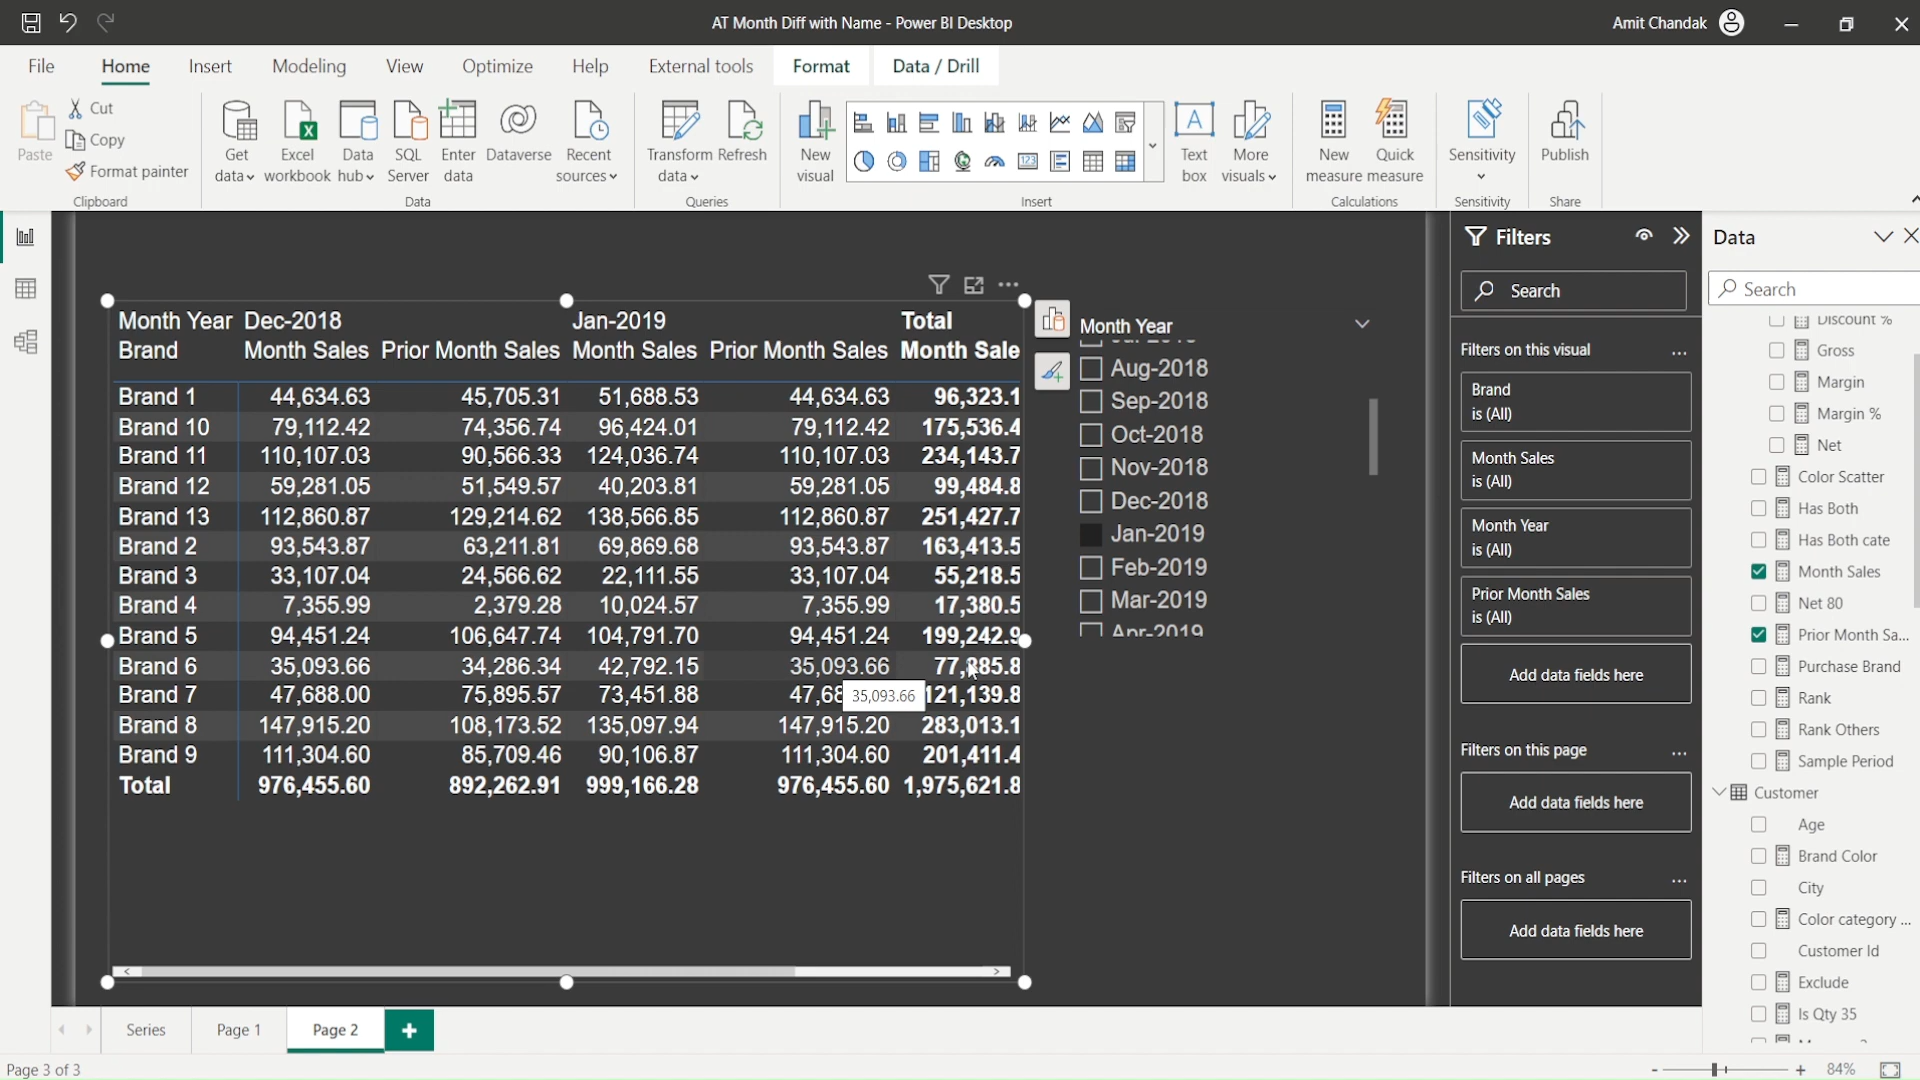 AT Month Diff with Name - Power BI Desktop
Amit Chandak
File Home Insert Modeling View Optimize Help External tools Format Data / Drill
Paste
Cut
Copy
Format painter
Clipboard
Get data
Excel workbook
Data hub
SQL Server
Enter data
Dataverse
Recent sources
Data
Transform data
Refresh
Queries
New visual
Text box
More visuals
Insert
New measure
Quick measure
Calculations
Sensitivity
Sensitivity
Publish
Share
Month Year Dec-2018 Jan-2019 Total
Brand Month Sales Prior Month Sales Month Sales Prior Month Sales Month Sale
Brand 1 44,634.63 45,705.31 51,688.53 44,634.63 96,323.1
Brand 10 79,112.42 74,356.74 96,424.01 79,112.42 175,536.4
Brand 11 110,107.03 90,566.33 124,036.74 110,107.03 234,143.7
Brand 12 59,281.05 51,549.57 40,203.81 59,281.05 99,484.8
Brand 13 112,860.87 129,214.62 138,566.85 112,860.87 251,427.7
Brand 2 93,543.87 63,211.81 69,869.68 93,543.87 163,413.5
Brand 3 33,107.04 24,566.62 22,111.55 33,107.04 55,218.5
Brand 4 7,355.99 2,379.28 10,024.57 7,355.99 17,380.5
Brand 5 94,451.24 106,647.74 104,791.70 94,451.24 199,242.9
Brand 6 35,093.66 34,286.34 42,792.15 35,093.66 77,885.8
Brand 7 47,688.00 75,895.57 73,451.88 47,68 121,139.8
35,093.66
Brand 8 147,915.20 108,173.52 135,097.94 147,915.20 283,013.1
Brand 9 111,304.60 85,709.46 90,106.87 111,304.60 201,411.4
Total 976,455.60 892,262.91 999,166.28 976,455.60 1,975,621.8
Month Year
Aug-2018
Sep-2018
Oct-2018
Nov-2018
Dec-2018
Jan-2019
Feb-2019
Mar-2019
Apr-2019
Filters
Search
Filters on this visual ...
Brand
is (All)
Month Sales
is (All)
Month Year
is (All)
Prior Month Sales
is (All)
Add data fields here
Filters on this page ...
Add data fields here
Filters on all pages ...
Add data fields here
Data
Search
Discount %
Gross
Margin
Margin %
Net
Color Scatter
Has Both
Has Both cate
Month Sales
Net 80
Prior Month Sa...
Purchase Brand
Rank
Rank Others
Sample Period
Customer
Age
Brand Color
City
Color category ...
Customer Id
Exclude
Is Qty 35
Series Page 1 Page 2 +
Page 3 of 3
- + 84%